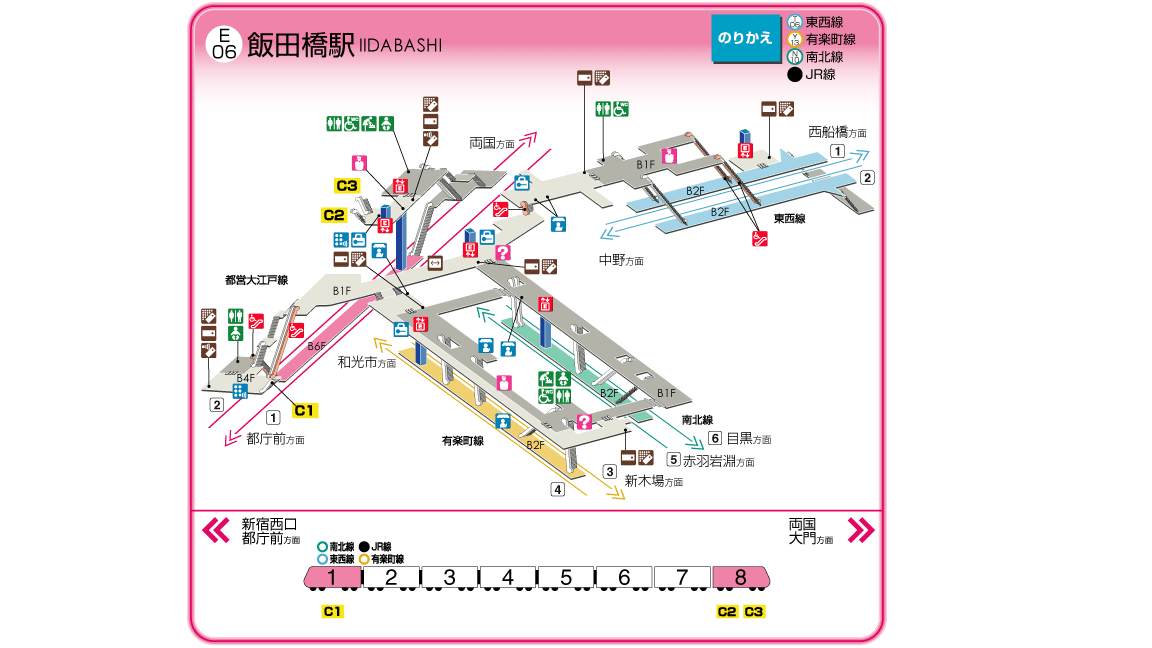 E
06
飯田橋駅 IIDABASHI
のりかえ
T
06
東西線
Y
13
有楽町線
N
10
南北線
JR線
両国方面
西船橋方面
1
2
B1F
B2F
B2F
東西線
中野方面
C3
C2
都営大江戸線
B1F
B6F
B4F
2
1
C1
都庁前方面
和光市方面
有楽町線
B2F
B2F
B1F
南北線
6 目黒方面
5 赤羽岩淵方面
3
新木場方面
4
新宿西口
都庁前方面
両国
大門方面
南北線 JR線
東西線 有楽町線
1 2 3 4 5 6 7 8
C1 C2 C3